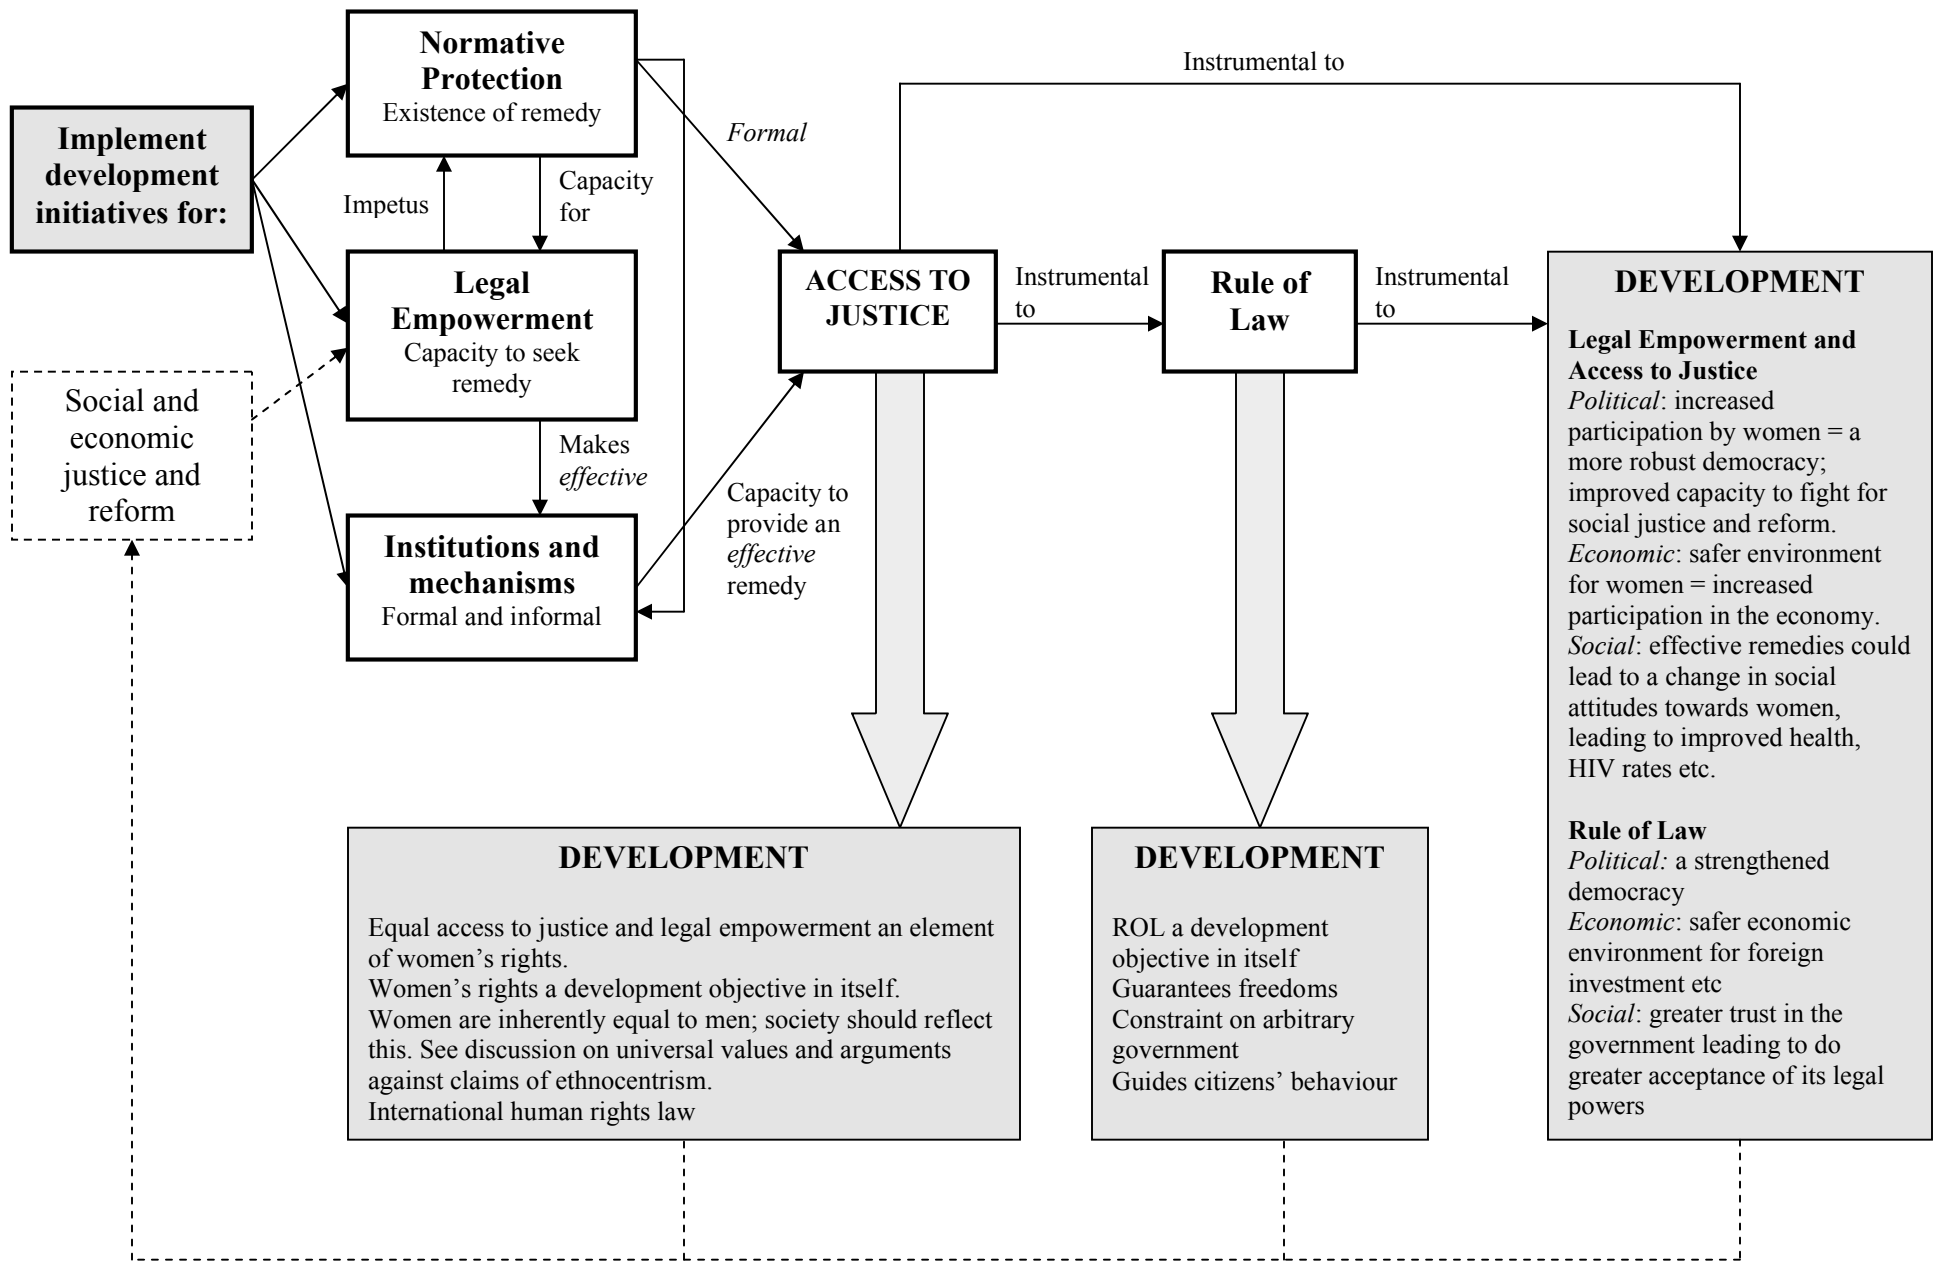 Implement
development
initiatives for:
Normative
Protection
Existence of remedy
Impetus
Capacity
for
Legal
Empowerment
Capacity to seek
remedy
Social and
economic
justice and
reform
Makes
effective
Institutions and
mechanisms
Formal and informal
Formal
Capacity to
provide an
effective
remedy
Instrumental to
ACCESS TO
JUSTICE
Instrumental
to
Rule of
Law
Instrumental
to
DEVELOPMENT
Legal Empowerment and
Access to Justice
Political: increased
participation by women = a
more robust democracy;
improved capacity to fight for
social justice and reform.
Economic: safer environment
for women = increased
participation in the economy.
Social: effective remedies could
lead to a change in social
attitudes towards women,
leading to improved health,
HIV rates etc.
Rule of Law
Political: a strengthened
democracy
Economic: safer economic
environment for foreign
investment etc
Social: greater trust in the
government leading to do
greater acceptance of its legal
powers
DEVELOPMENT
Equal access to justice and legal empowerment an element
of women’s rights.
Women’s rights a development objective in itself.
Women are inherently equal to men; society should reflect
this. See discussion on universal values and arguments
against claims of ethnocentrism.
International human rights law
DEVELOPMENT
ROL a development
objective in itself
Guarantees freedoms
Constraint on arbitrary
government
Guides citizens’ behaviour